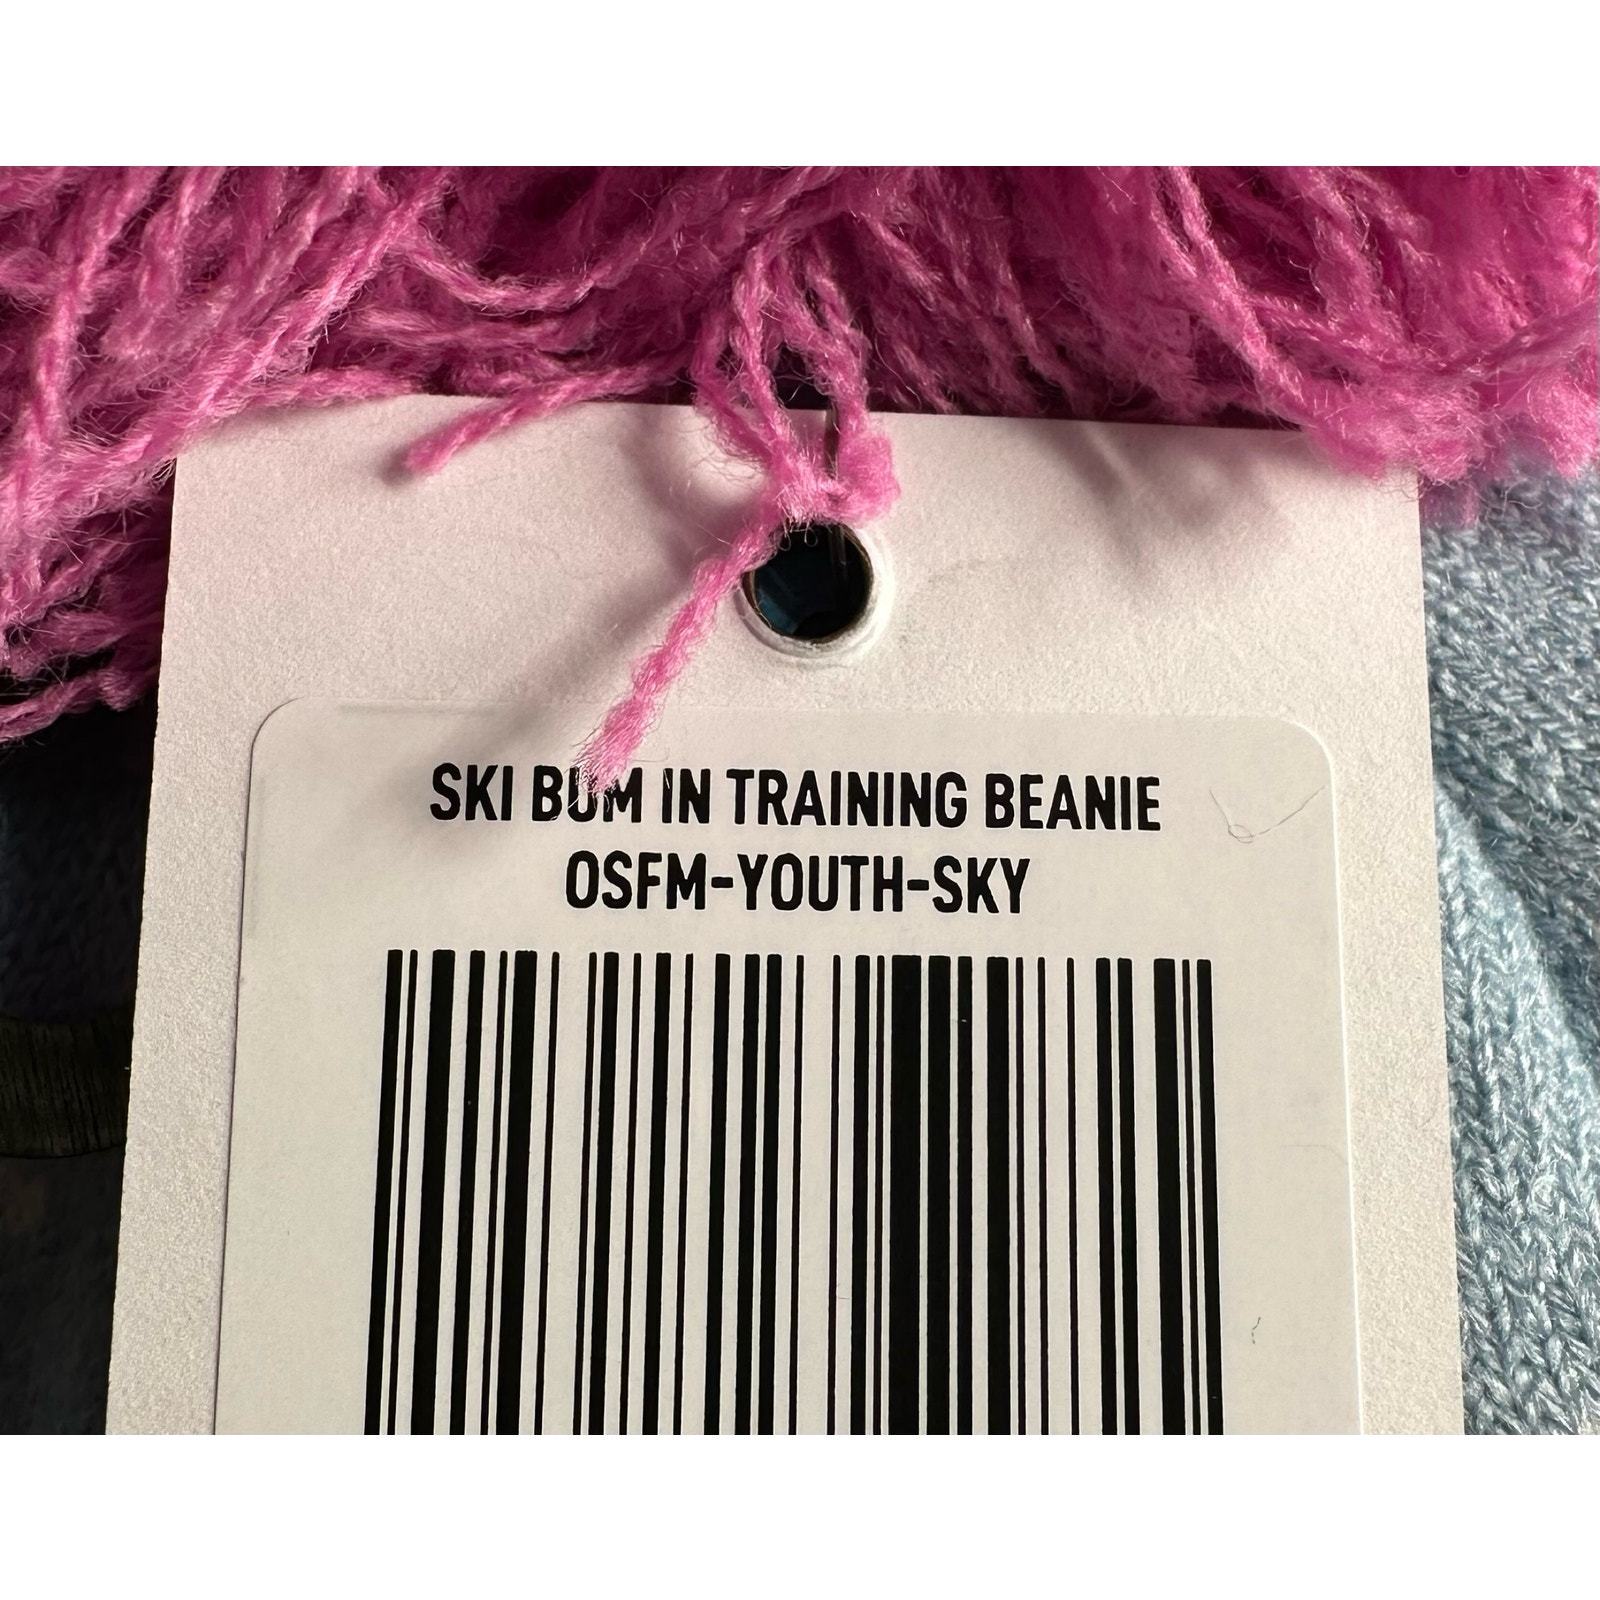 SKI BUM IN TRAINING BEANIE
OSFM-YOUTH-SKY